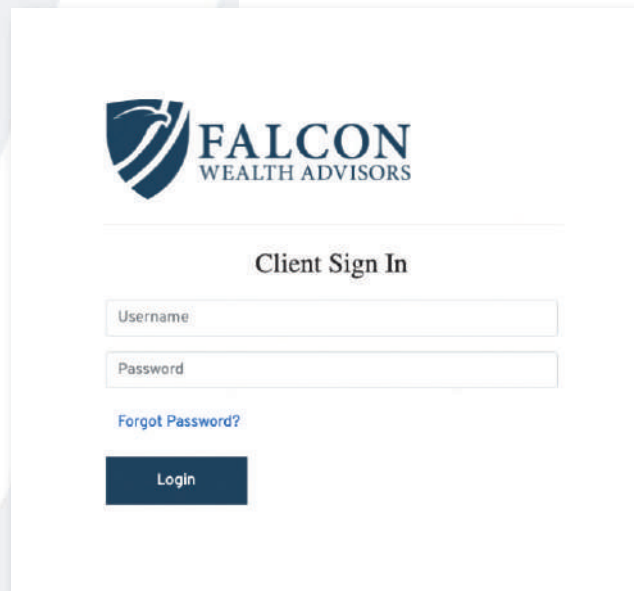 FALCON
WEALTH ADVISORS
Client Sign In
Username
Password
Forgot Password?
Login